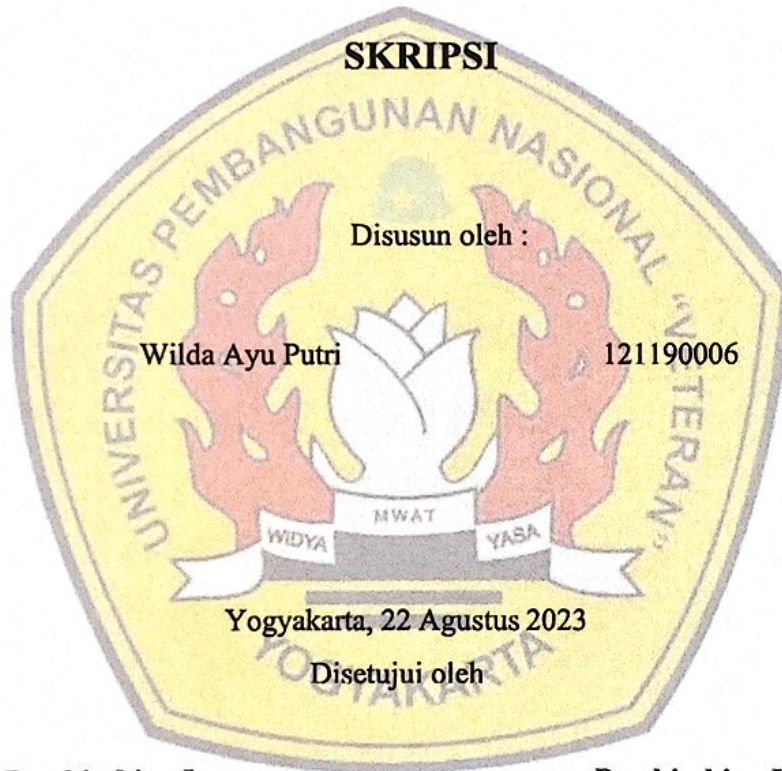 SKRIPSI
UNIVERSITAS PEMBANGUNAN NASIONAL "VETERAN"
Disusun oleh :
Wilda Ayu Putri 121190006
WIDYA MWAT YASA
Yogyakarta, 22 Agustus 2023
YOGYAKARTA
Disetujui oleh